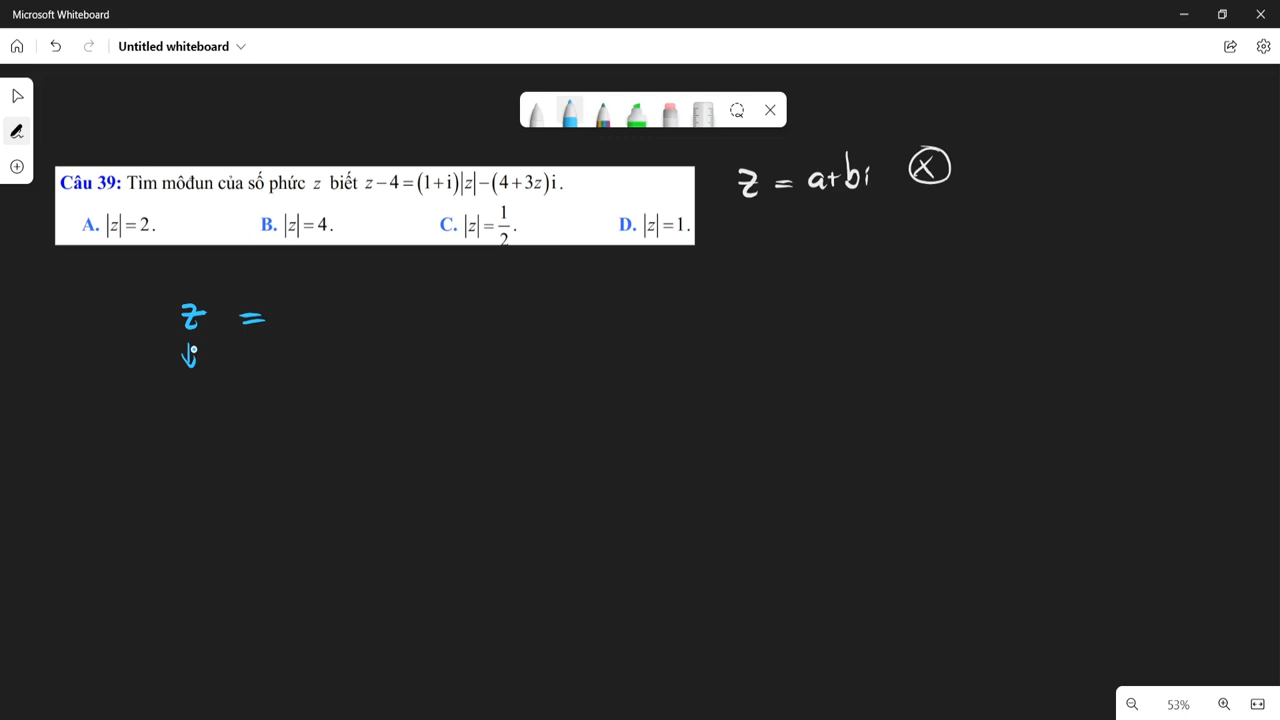 Microsoft Whiteboard
Untitled whiteboard
Câu 39: Tìm môđun của số phức z biết z−4=(1+i)|z|−(4+3z)i.
A. |z|=2. B. |z|=4. C. |z|=1/2. D. |z|=1.
z = a+bi (x)
z =
↓
53%